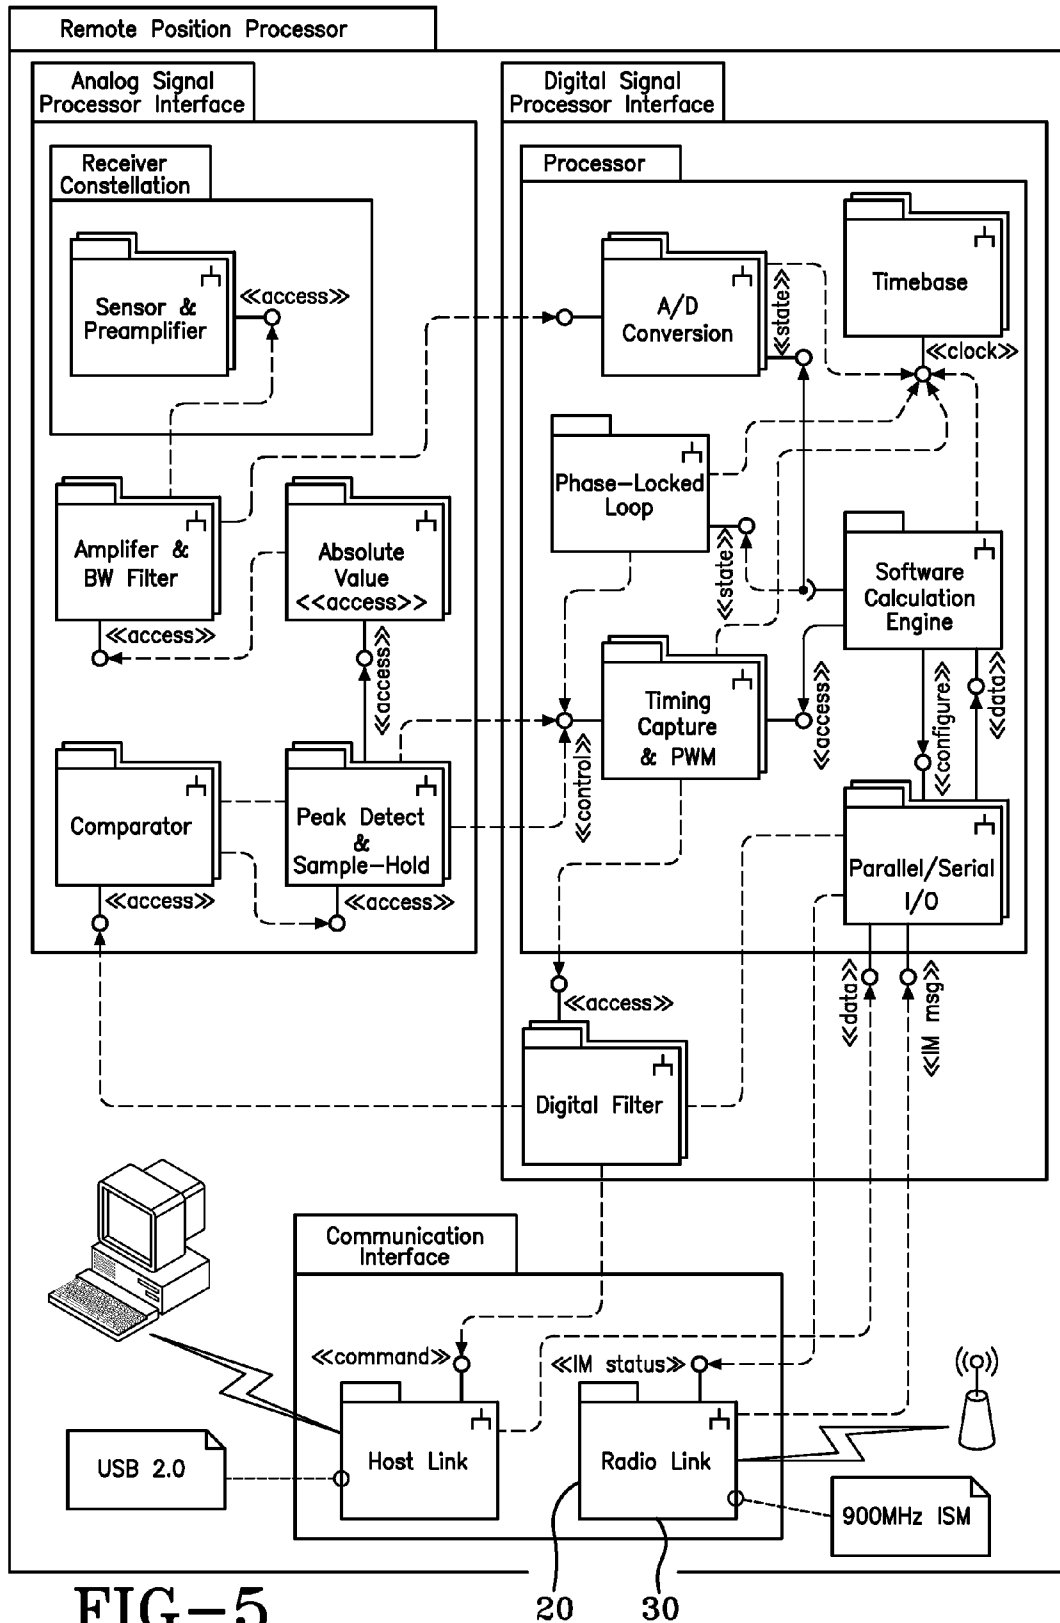 Remote Position Processor
Analog Signal
Processor Interface
Digital Signal
Processor Interface
Receiver
Constellation
Processor
Sensor &
Preamplifier
≪access≫
A/D
Conversion
≪state≫
Timebase
≪clock≫
Phase-Locked
Loop
≪state≫
Amplifer &
BW Filter
≪access≫
Absolute
Value
<<access>>
≪access≫
Software
Calculation
Engine
Timing
Capture
& PWM
≪access≫
≪configure≫
≪data≫
≪control≫
Comparator
≪access≫
Peak Detect
&
Sample-Hold
≪access≫
Parallel/Serial
I/O
≪data≫
≪IM msg≫
≪access≫
Digital Filter
Communication
Interface
≪command≫
≪IM status≫
Host Link
Radio Link
USB 2.0
900MHz ISM
20
30
FIG-5